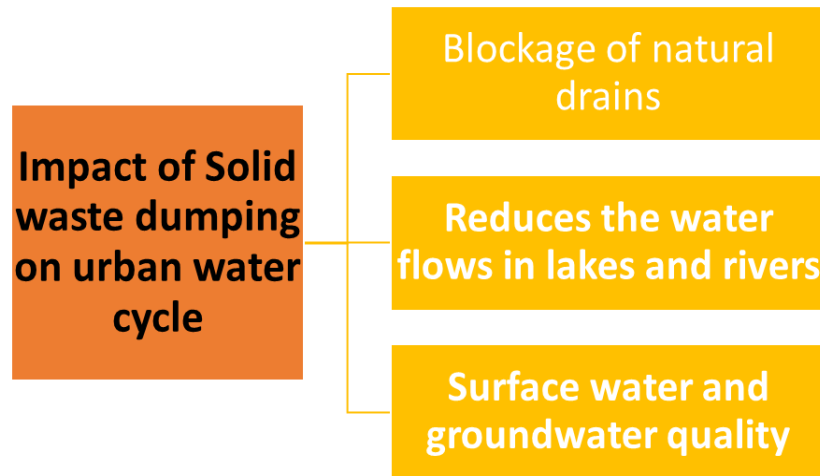 Impact of Solid
waste dumping
on urban water
cycle
Blockage of natural
drains
Reduces the water
flows in lakes and rivers
Surface water and
groundwater quality